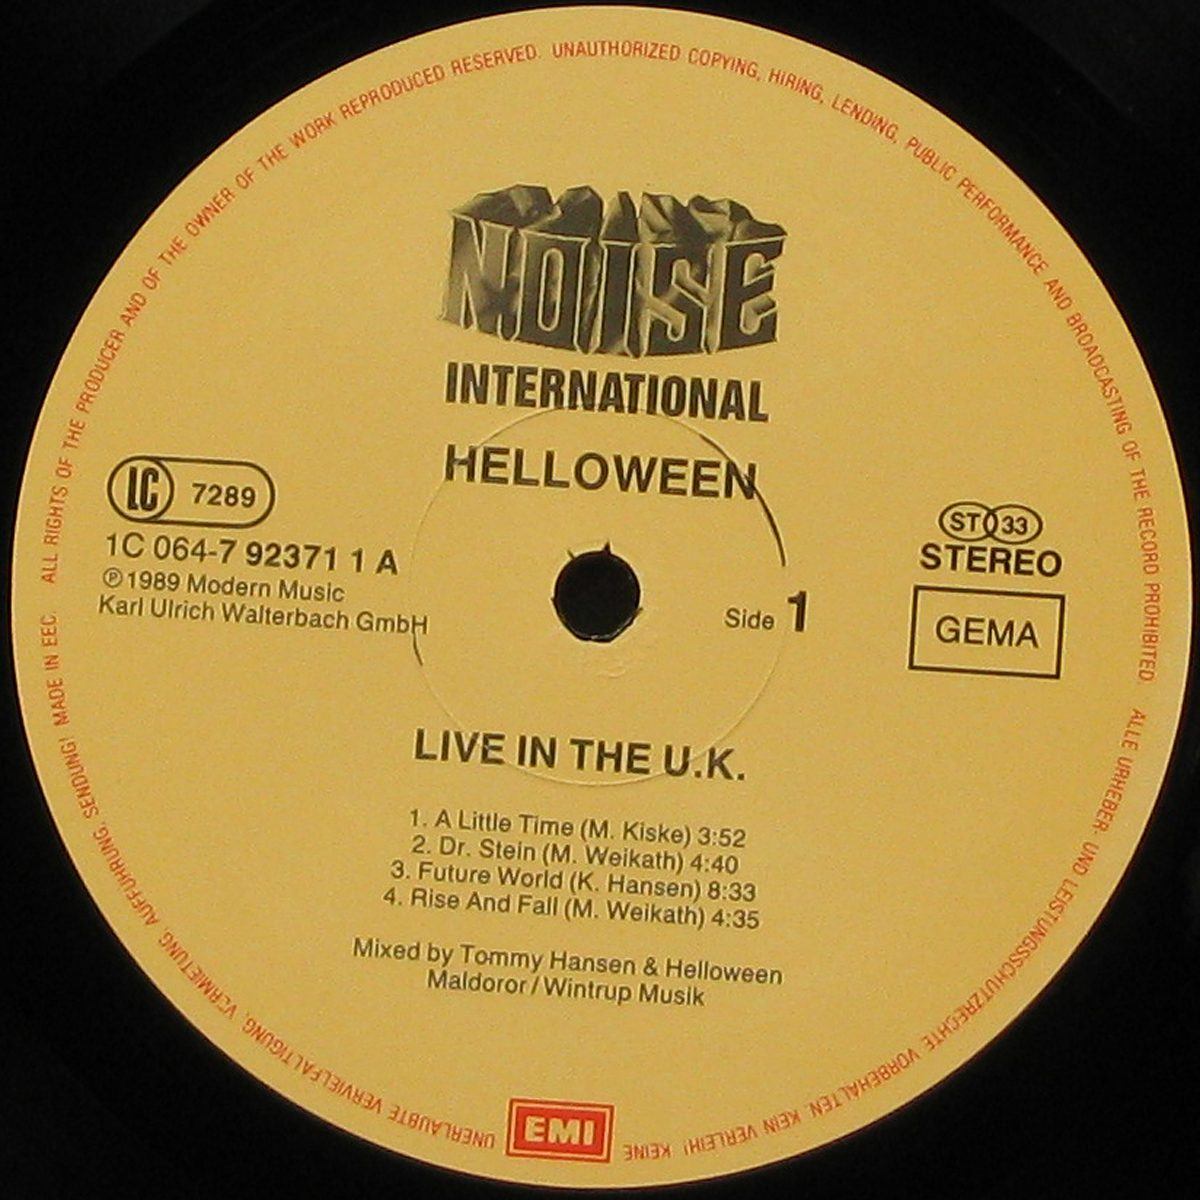 ALL RIGHTS OF THE PRODUCER AND OF THE OWNER OF THE WORK REPRODUCED RESERVED. UNAUTHORIZED COPYING, HIRING, LENDING, PUBLIC PERFORMANCE AND BROADCASTING OF THE RECORD PROHIBITED.
ALLE URHEBER- UND LEISTUNGSSCHUTZRECHTE VORBEHALTEN. KEIN VERLEIH! KEINE UNERLAUBTE VERVIELFÄLTIGUNG, VERMIETUNG, AUFFÜHRUNG, SENDUNG! MADE IN EEC.
NOISE
INTERNATIONAL
HELLOWEEN
LC 7289
1C 064-7 92371 1 A
℗ 1989 Modern Music
Karl Ulrich Walterbach GmbH
ST 33
STEREO
GEMA
Side 1
LIVE IN THE U.K.
1. A Little Time (M. Kiske) 3:52
2. Dr. Stein (M. Weikath) 4:40
3. Future World (K. Hansen) 8:33
4. Rise And Fall (M. Weikath) 4:35
Mixed by Tommy Hansen & Helloween
Maldoror / Wintrup Musik
EMI